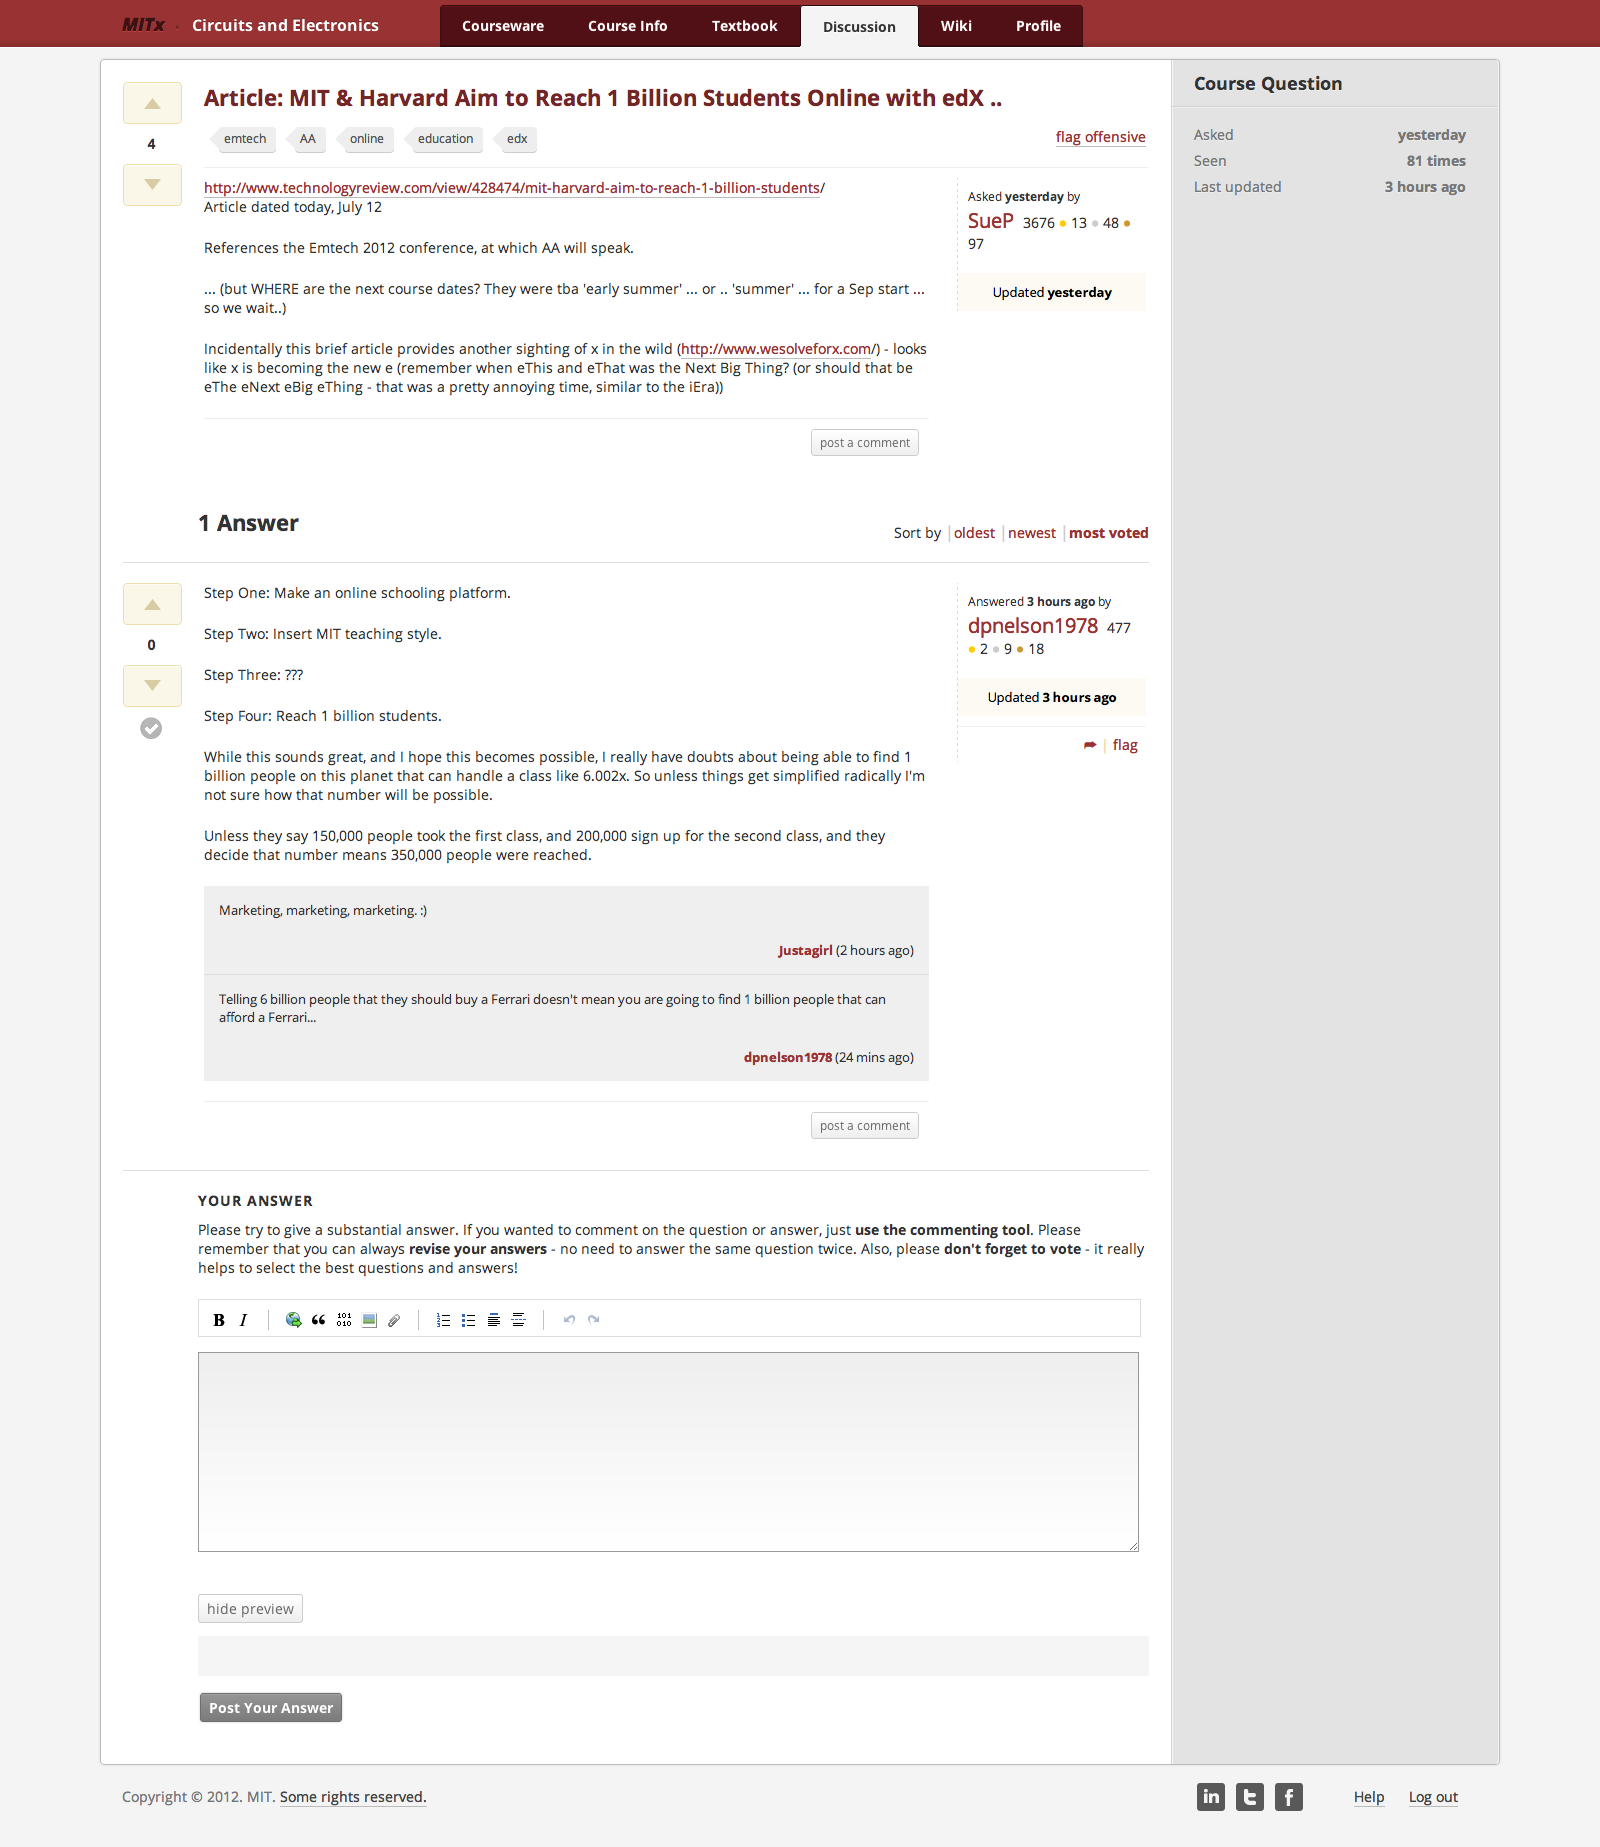 MITx · Circuits and Electronics
Courseware
Course Info
Textbook
Discussion
Wiki
Profile
4
Article: MIT & Harvard Aim to Reach 1 Billion Students Online with edX ..
emtech
AA
online
education
edx
flag offensive
http://www.technologyreview.com/view/428474/mit-harvard-aim-to-reach-1-billion-students/
Article dated today, July 12
References the Emtech 2012 conference, at which AA will speak.
... (but WHERE are the next course dates? They were tba 'early summer' ... or .. 'summer' ... for a Sep start ...
so we wait..)
Incidentally this brief article provides another sighting of x in the wild (http://www.wesolveforx.com/) - looks
like x is becoming the new e (remember when eThis and eThat was the Next Big Thing? (or should that be
eThe eNext eBig eThing - that was a pretty annoying time, similar to the iEra))
Asked yesterday by
SueP 3676 ● 13 ● 48 ●
97
Updated yesterday
post a comment
Course Question
Asked yesterday
Seen 81 times
Last updated 3 hours ago
1 Answer
Sort by | oldest | newest | most voted
0
Step One: Make an online schooling platform.
Step Two: Insert MIT teaching style.
Step Three: ???
Step Four: Reach 1 billion students.
While this sounds great, and I hope this becomes possible, I really have doubts about being able to find 1
billion people on this planet that can handle a class like 6.002x. So unless things get simplified radically I'm
not sure how that number will be possible.
Unless they say 150,000 people took the first class, and 200,000 sign up for the second class, and they
decide that number means 350,000 people were reached.
Answered 3 hours ago by
dpnelson1978 477
● 2 ● 9 ● 18
Updated 3 hours ago
| flag
Marketing, marketing, marketing. :)
Justagirl (2 hours ago)
Telling 6 billion people that they should buy a Ferrari doesn't mean you are going to find 1 billion people that can
afford a Ferrari...
dpnelson1978 (24 mins ago)
post a comment
YOUR ANSWER
Please try to give a substantial answer. If you wanted to comment on the question or answer, just use the commenting tool. Please
remember that you can always revise your answers - no need to answer the same question twice. Also, please don't forget to vote - it really
helps to select the best questions and answers!
B I
101
010
hide preview
Post Your Answer
Copyright © 2012. MIT. Some rights reserved.
in t f
Help
Log out